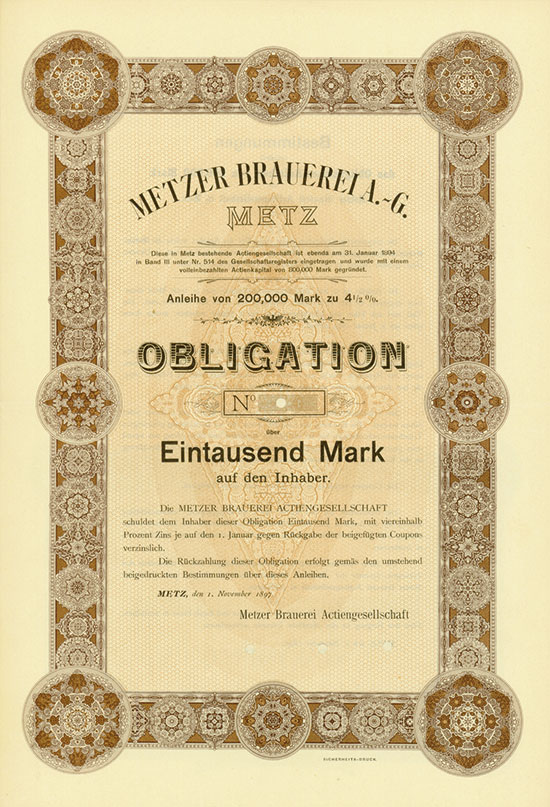 METZER BRAUEREI A.-G.
METZ
Diese in Metz bestehende Actiengesellschaft ist ebenda am 31. Januar 1894
in Band III unter Nr. 514 des Gesellschaftsregisters eingetragen und wurde mit einem
volleinbezahlten Actienkapital von 800,000 Mark gegründet.
Anleihe von 200,000 Mark zu 4 1/2 0/0.
OBLIGATION
No
über
Eintausend Mark
auf den Inhaber.
Die METZER BRAUEREI ACTIENGESELLSCHAFT
schuldet dem Inhaber dieser Obligation Eintausend Mark, mit viereinhalb
Prozent Zins je auf den 1. Januar gegen Rückgabe der beigefügten Coupons
verzinslich.
Die Rückzahlung dieser Obligation erfolgt gemäs den umstehend
beigedruckten Bestimmungen über dieses Anleihen.
METZ, den 1. November 1897
Metzer Brauerei Actiengesellschaft
SICHERHEITS-DRUCK.